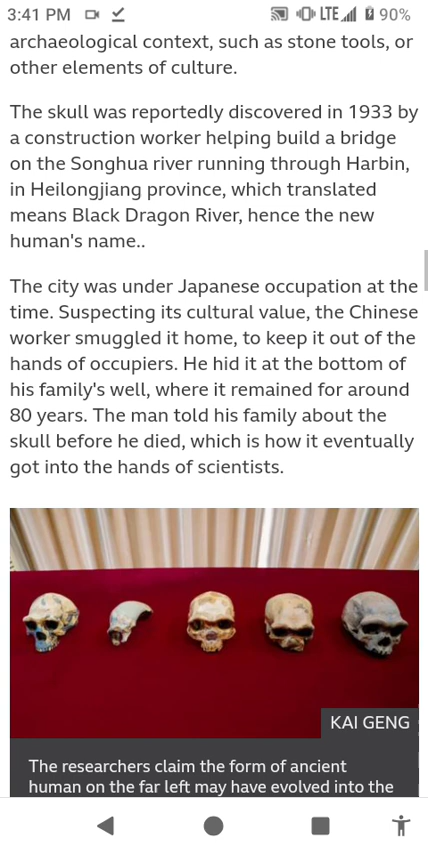 3:41 PM LTE 90%
archaeological context, such as stone tools, or
other elements of culture.
The skull was reportedly discovered in 1933 by
a construction worker helping build a bridge
on the Songhua river running through Harbin,
in Heilongjiang province, which translated
means Black Dragon River, hence the new
human's name..
The city was under Japanese occupation at the
time. Suspecting its cultural value, the Chinese
worker smuggled it home, to keep it out of the
hands of occupiers. He hid it at the bottom of
his family's well, where it remained for around
80 years. The man told his family about the
skull before he died, which is how it eventually
got into the hands of scientists.
KAI GENG
The researchers claim the form of ancient
human on the far left may have evolved into the